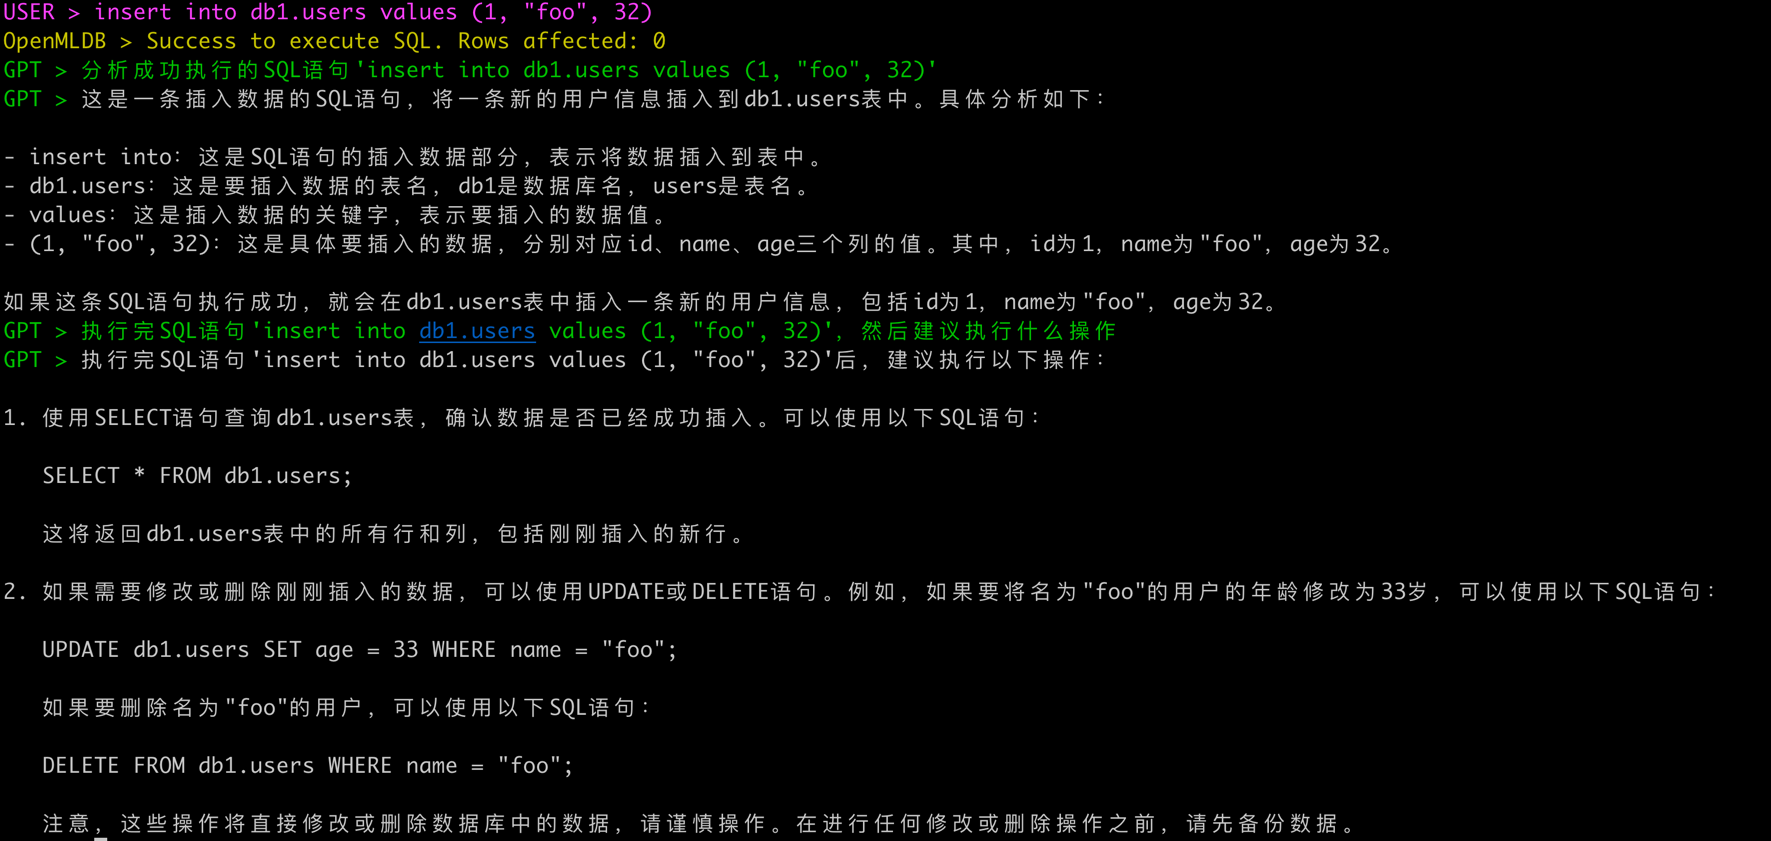 USER > insert into db1.users values (1, "foo", 32)
OpenMLDB > Success to execute SQL. Rows affected: 0
GPT > 分析成功执行的SQL语句'insert into db1.users values (1, "foo", 32)'
GPT > 这是一条插入数据的SQL语句，将一条新的用户信息插入到db1.users表中。具体分析如下：
- insert into：这是SQL语句的插入数据部分，表示将数据插入到表中。
- db1.users：这是要插入数据的表名，db1是数据库名，users是表名。
- values：这是插入数据的关键字，表示要插入的数据值。
- (1, "foo", 32)：这是具体要插入的数据，分别对应id、name、age三个列的值。其中，id为1，name为"foo"，age为32。
如果这条SQL语句执行成功，就会在db1.users表中插入一条新的用户信息，包括id为1，name为"foo"，age为32。
GPT > 执行完SQL语句'insert into db1.users values (1, "foo", 32)'，然后建议执行什么操作
GPT > 执行完SQL语句'insert into db1.users values (1, "foo", 32)'后，建议执行以下操作：
1. 使用SELECT语句查询db1.users表，确认数据是否已经成功插入。可以使用以下SQL语句：
SELECT * FROM db1.users;
这将返回db1.users表中的所有行和列，包括刚刚插入的新行。
2. 如果需要修改或删除刚刚插入的数据，可以使用UPDATE或DELETE语句。例如，如果要将名为"foo"的用户的年龄修改为33岁，可以使用以下SQL语句：
UPDATE db1.users SET age = 33 WHERE name = "foo";
如果要删除名为"foo"的用户，可以使用以下SQL语句：
DELETE FROM db1.users WHERE name = "foo";
注意，这些操作将直接修改或删除数据库中的数据，请谨慎操作。在进行任何修改或删除操作之前，请先备份数据。